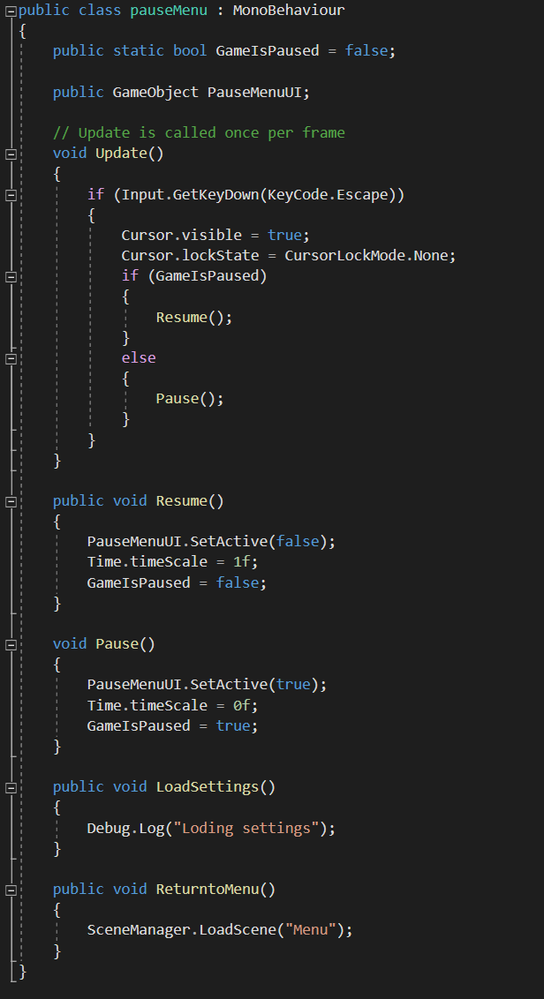 public class pauseMenu : MonoBehaviour
{
    public static bool GameIsPaused = false;

    public GameObject PauseMenuUI;

    // Update is called once per frame
    void Update()
    {
        if (Input.GetKeyDown(KeyCode.Escape))
        {
            Cursor.visible = true;
            Cursor.lockState = CursorLockMode.None;
            if (GameIsPaused)
            {
                Resume();
            }
            else
            {
                Pause();
            }
        }
    }

    public void Resume()
    {
        PauseMenuUI.SetActive(false);
        Time.timeScale = 1f;
        GameIsPaused = false;
    }

    void Pause()
    {
        PauseMenuUI.SetActive(true);
        Time.timeScale = 0f;
        GameIsPaused = true;
    }

    public void LoadSettings()
    {
        Debug.Log("Loding settings");
    }

    public void ReturntoMenu()
    {
        SceneManager.LoadScene("Menu");
    }
}